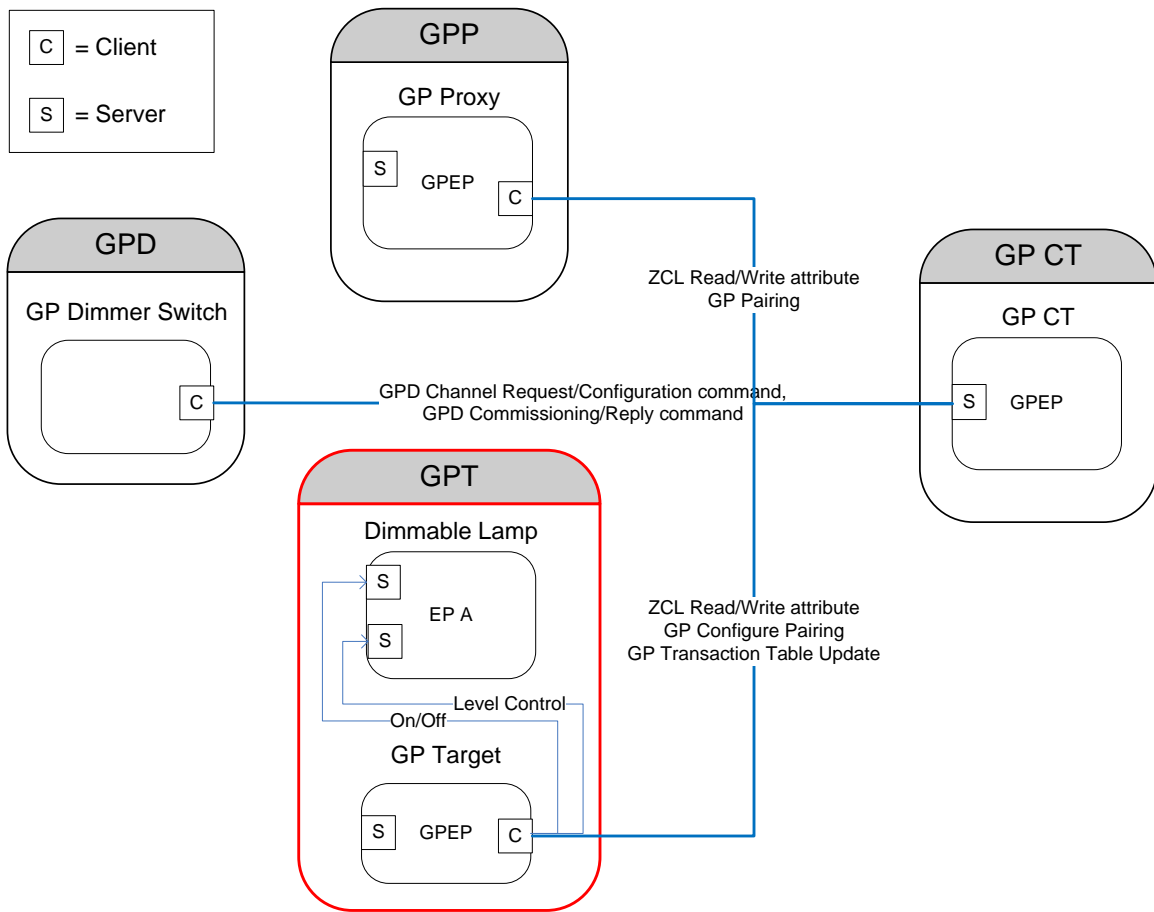 C = Client
S = Server
GPP
GP Proxy
S
GPEP
C
GPD
GP Dimmer Switch
C
ZCL Read/Write attribute
GP Pairing
GP CT
GP CT
S
GPEP
GPD Channel Request/Configuration command,
GPD Commissioning/Reply command
GPT
Dimmable Lamp
S
EP A
S
Level Control
On/Off
GP Target
S
GPEP
C
ZCL Read/Write attribute
GP Configure Pairing
GP Transaction Table Update